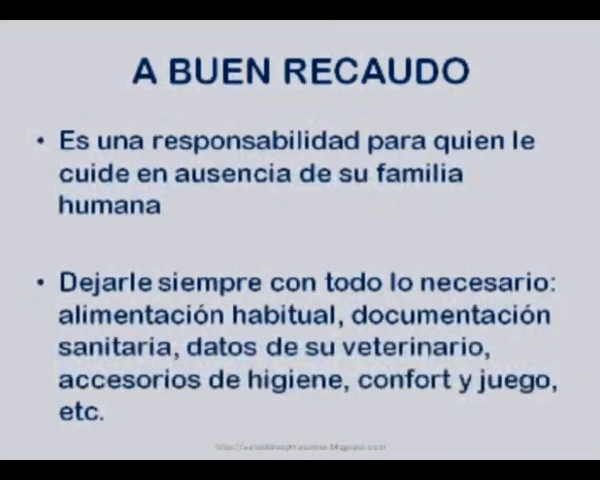 A BUEN RECAUDO
• Es una responsabilidad para quien le
cuide en ausencia de su familia
humana
• Dejarle siempre con todo lo necesario:
alimentación habitual, documentación
sanitaria, datos de su veterinario,
accesorios de higiene, confort y juego,
etc.